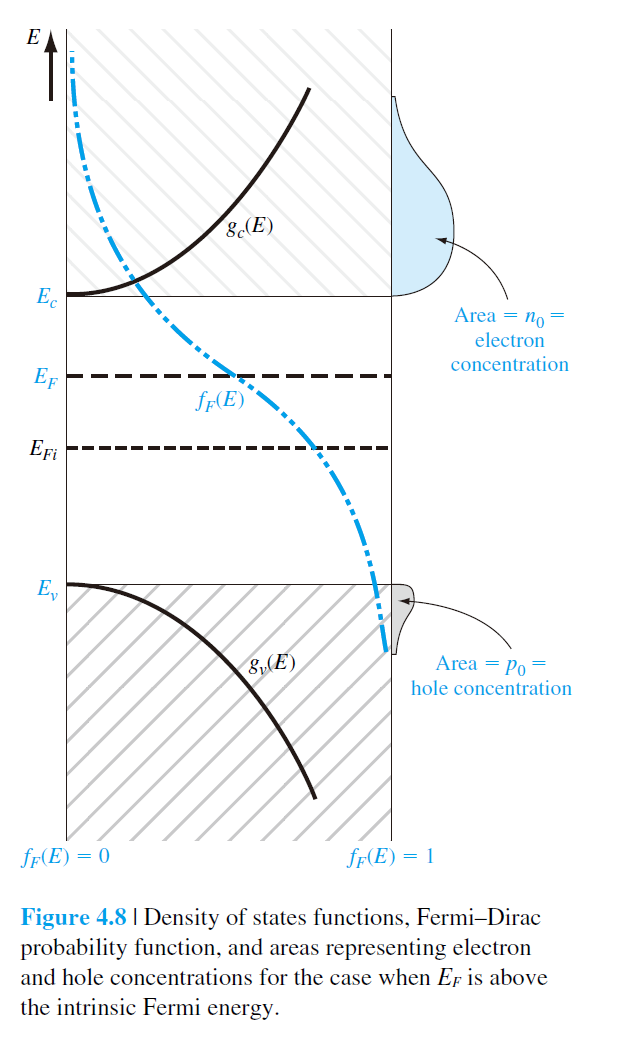 E
g_c(E)
E_c
Area = n_0 =
electron
concentration
E_F
f_F(E)
E_Fi
E_v
g_v(E)
Area = p_0 =
hole concentration
f_F(E) = 0
f_F(E) = 1
Figure 4.8 | Density of states functions, Fermi–Dirac
probability function, and areas representing electron
and hole concentrations for the case when E_F is above
the intrinsic Fermi energy.